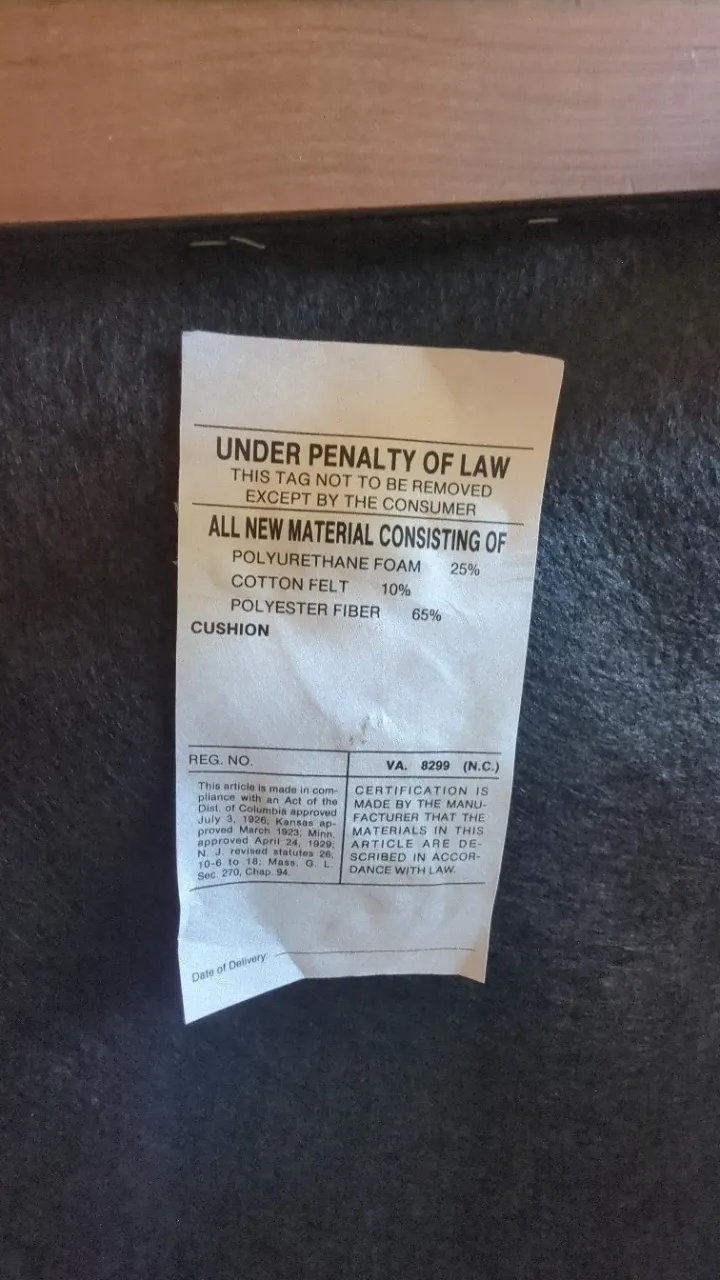 UNDER PENALTY OF LAW
THIS TAG NOT TO BE REMOVED
EXCEPT BY THE CONSUMER
ALL NEW MATERIAL CONSISTING OF
POLYURETHANE FOAM 25%
COTTON FELT 10%
POLYESTER FIBER 65%
CUSHION
REG. NO.
VA. 8299 (N.C.)
This article is made in com-
pliance with an Act of the
Dist. of Columbia approved
July 3, 1926; Kansas ap-
proved March 1923; Minn.
approved April 24, 1929;
N. J. revised statutes 26;
10-6 to 18; Mass. G. L.
Sec. 270, Chap. 94.
CERTIFICATION IS
MADE BY THE MANU-
FACTURER THAT THE
MATERIALS IN THIS
ARTICLE ARE DE-
SCRIBED IN ACCOR-
DANCE WITH LAW.
Date of Delivery: